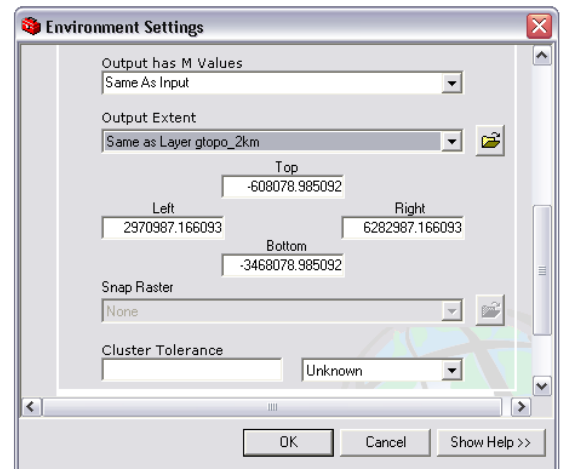 Environment Settings
Output has M Values
Same As Input
Output Extent
Same as Layer gtopo_2km
Top
-608078.985092
Left Right
2970987.166093 6282987.166093
Bottom
-3468078.985092
Snap Raster
None
Cluster Tolerance
Unknown
OK Cancel Show Help >>